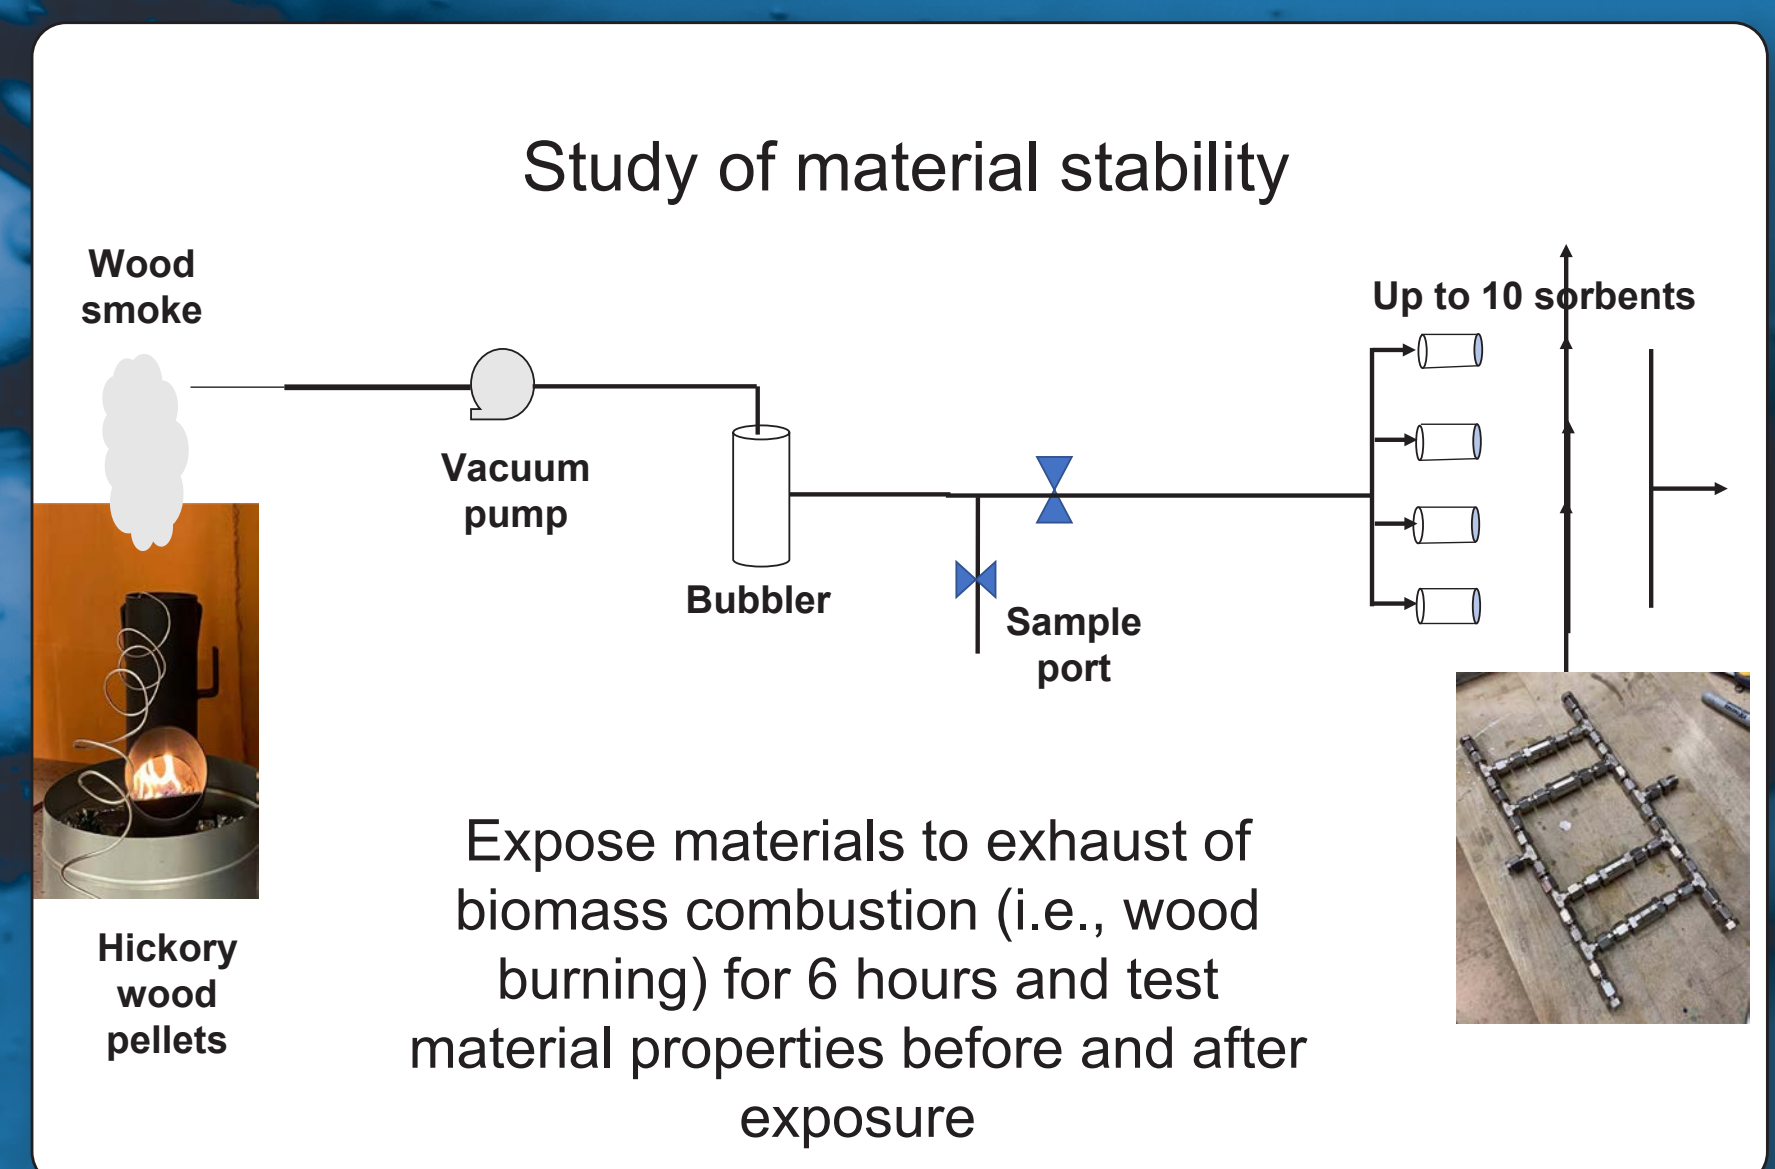 Study of material stability
Wood
smoke
Up to 10 sorbents
Vacuum
pump
Bubbler
Sample
port
Hickory
wood
pellets
Expose materials to exhaust of
biomass combustion (i.e., wood
burning) for 6 hours and test
material properties before and after
exposure